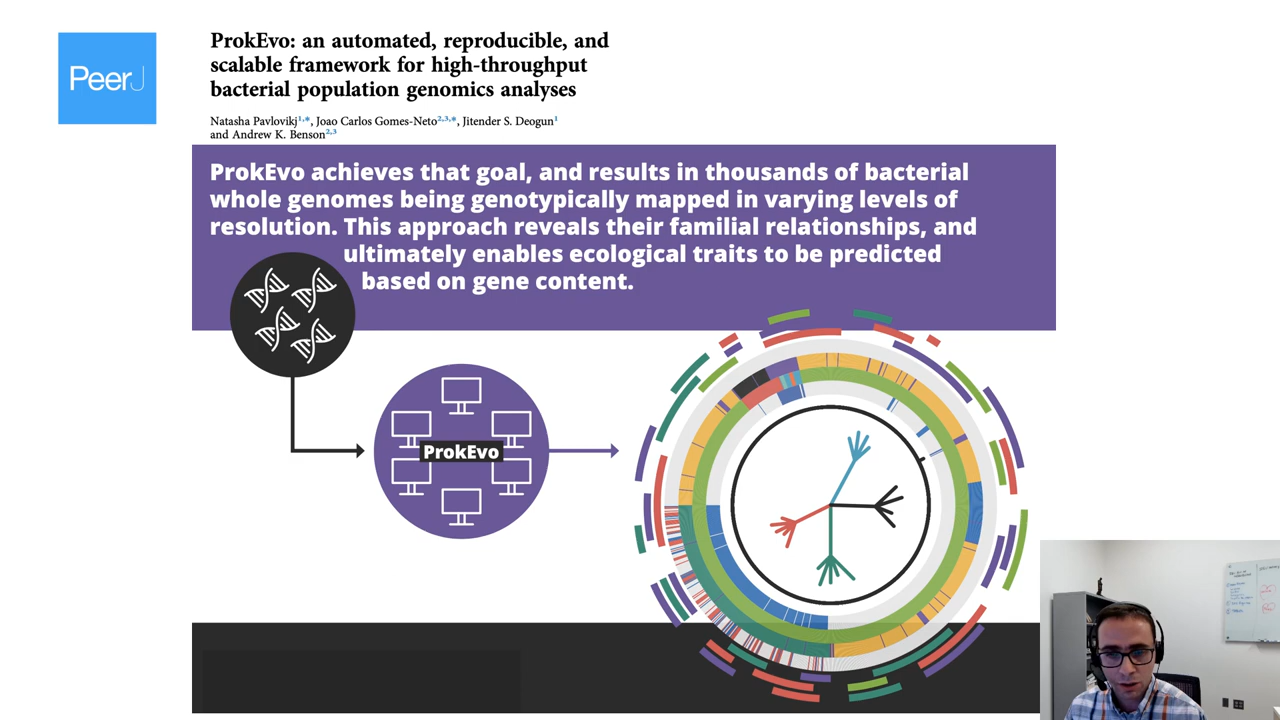 PeerJ
ProkEvo: an automated, reproducible, and
scalable framework for high-throughput
bacterial population genomics analyses
Natasha Pavlovikj1,*, Joao Carlos Gomes-Neto2,3,*, Jitender S. Deogun1
and Andrew K. Benson2,3
ProkEvo achieves that goal, and results in thousands of bacterial
whole genomes being genotypically mapped in varying levels of
resolution. This approach reveals their familial relationships, and
ultimately enables ecological traits to be predicted
based on gene content.
ProkEvo